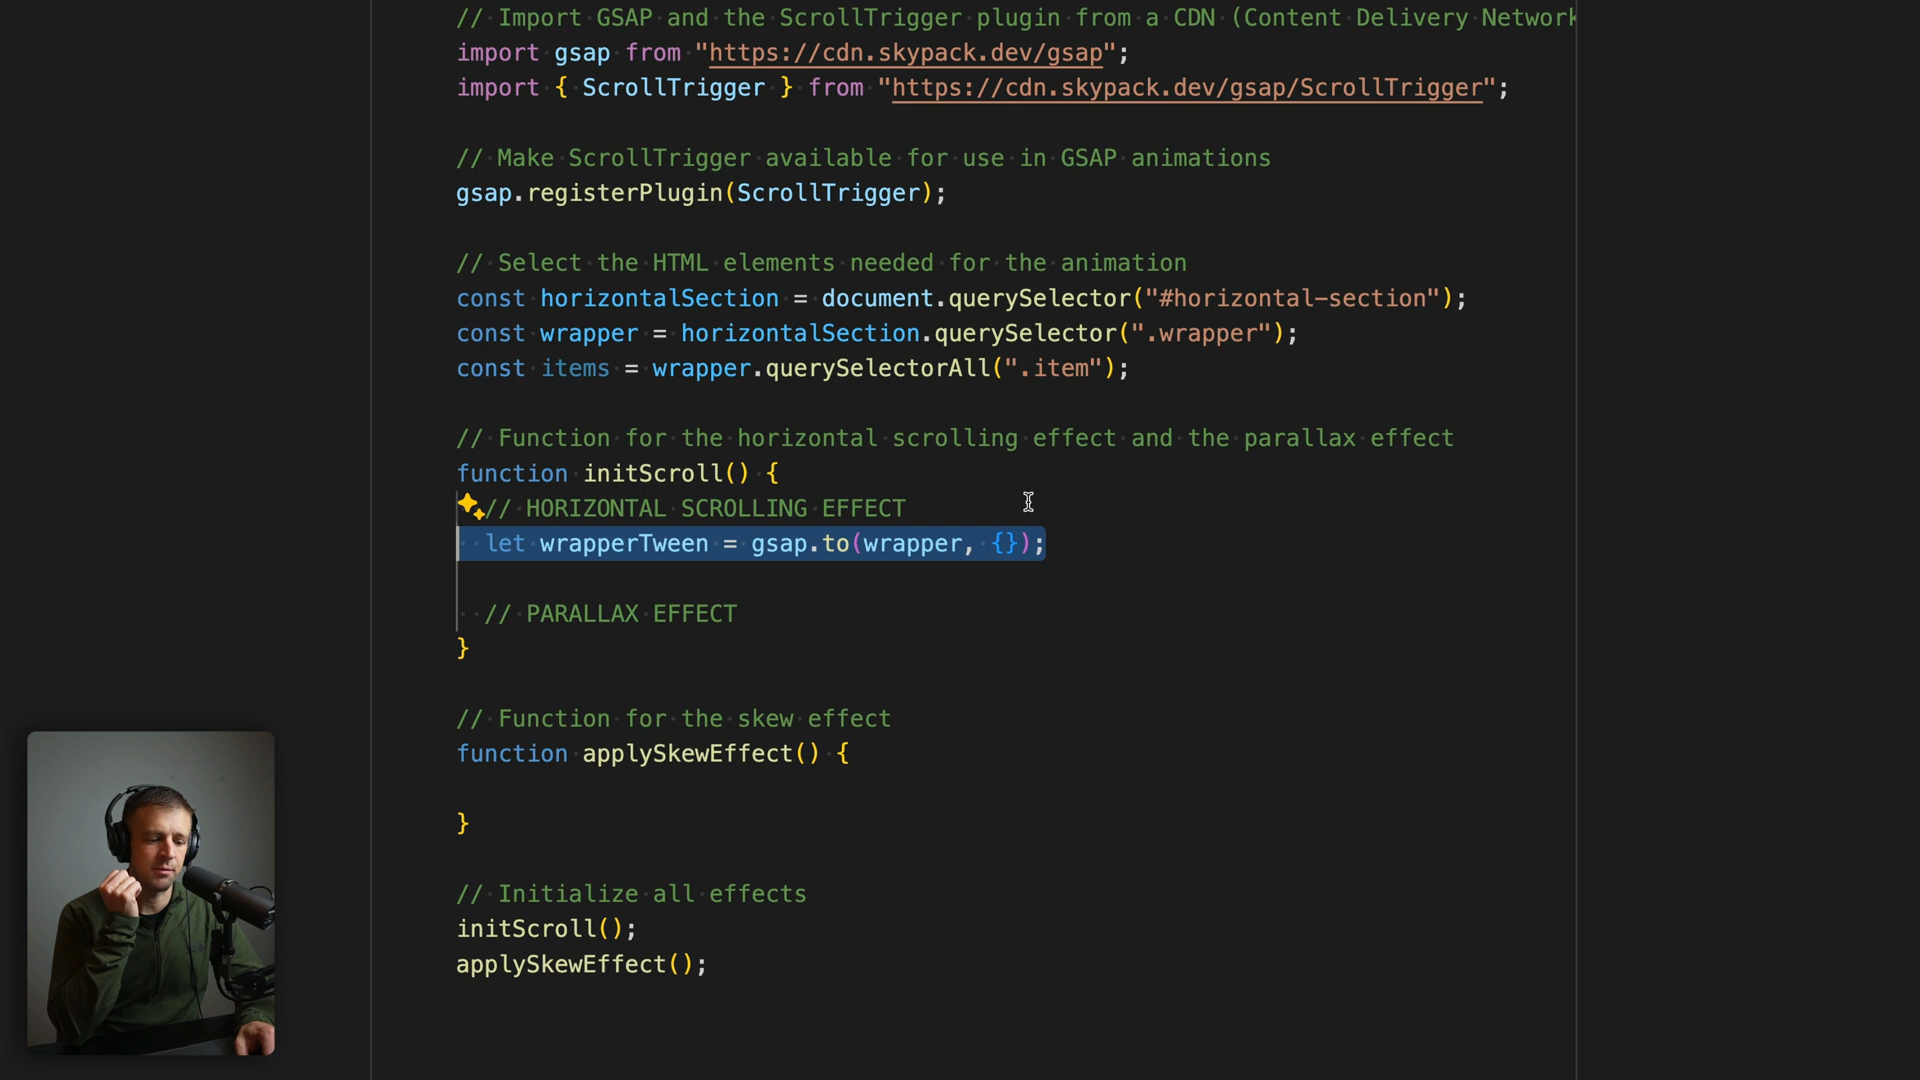 // Import GSAP and the ScrollTrigger plugin from a CDN (Content Delivery Network
import gsap from "https://cdn.skypack.dev/gsap";
import { ScrollTrigger } from "https://cdn.skypack.dev/gsap/ScrollTrigger";
// Make ScrollTrigger available for use in GSAP animations
gsap.registerPlugin(ScrollTrigger);
// Select the HTML elements needed for the animation
const horizontalSection = document.querySelector("#horizontal-section");
const wrapper = horizontalSection.querySelector(".wrapper");
const items = wrapper.querySelectorAll(".item");
// Function for the horizontal scrolling effect and the parallax effect
function initScroll() {
// HORIZONTAL SCROLLING EFFECT
let wrapperTween = gsap.to(wrapper, {});
// PARALLAX EFFECT
}
// Function for the skew effect
function applySkewEffect() {
}
// Initialize all effects
initScroll();
applySkewEffect();